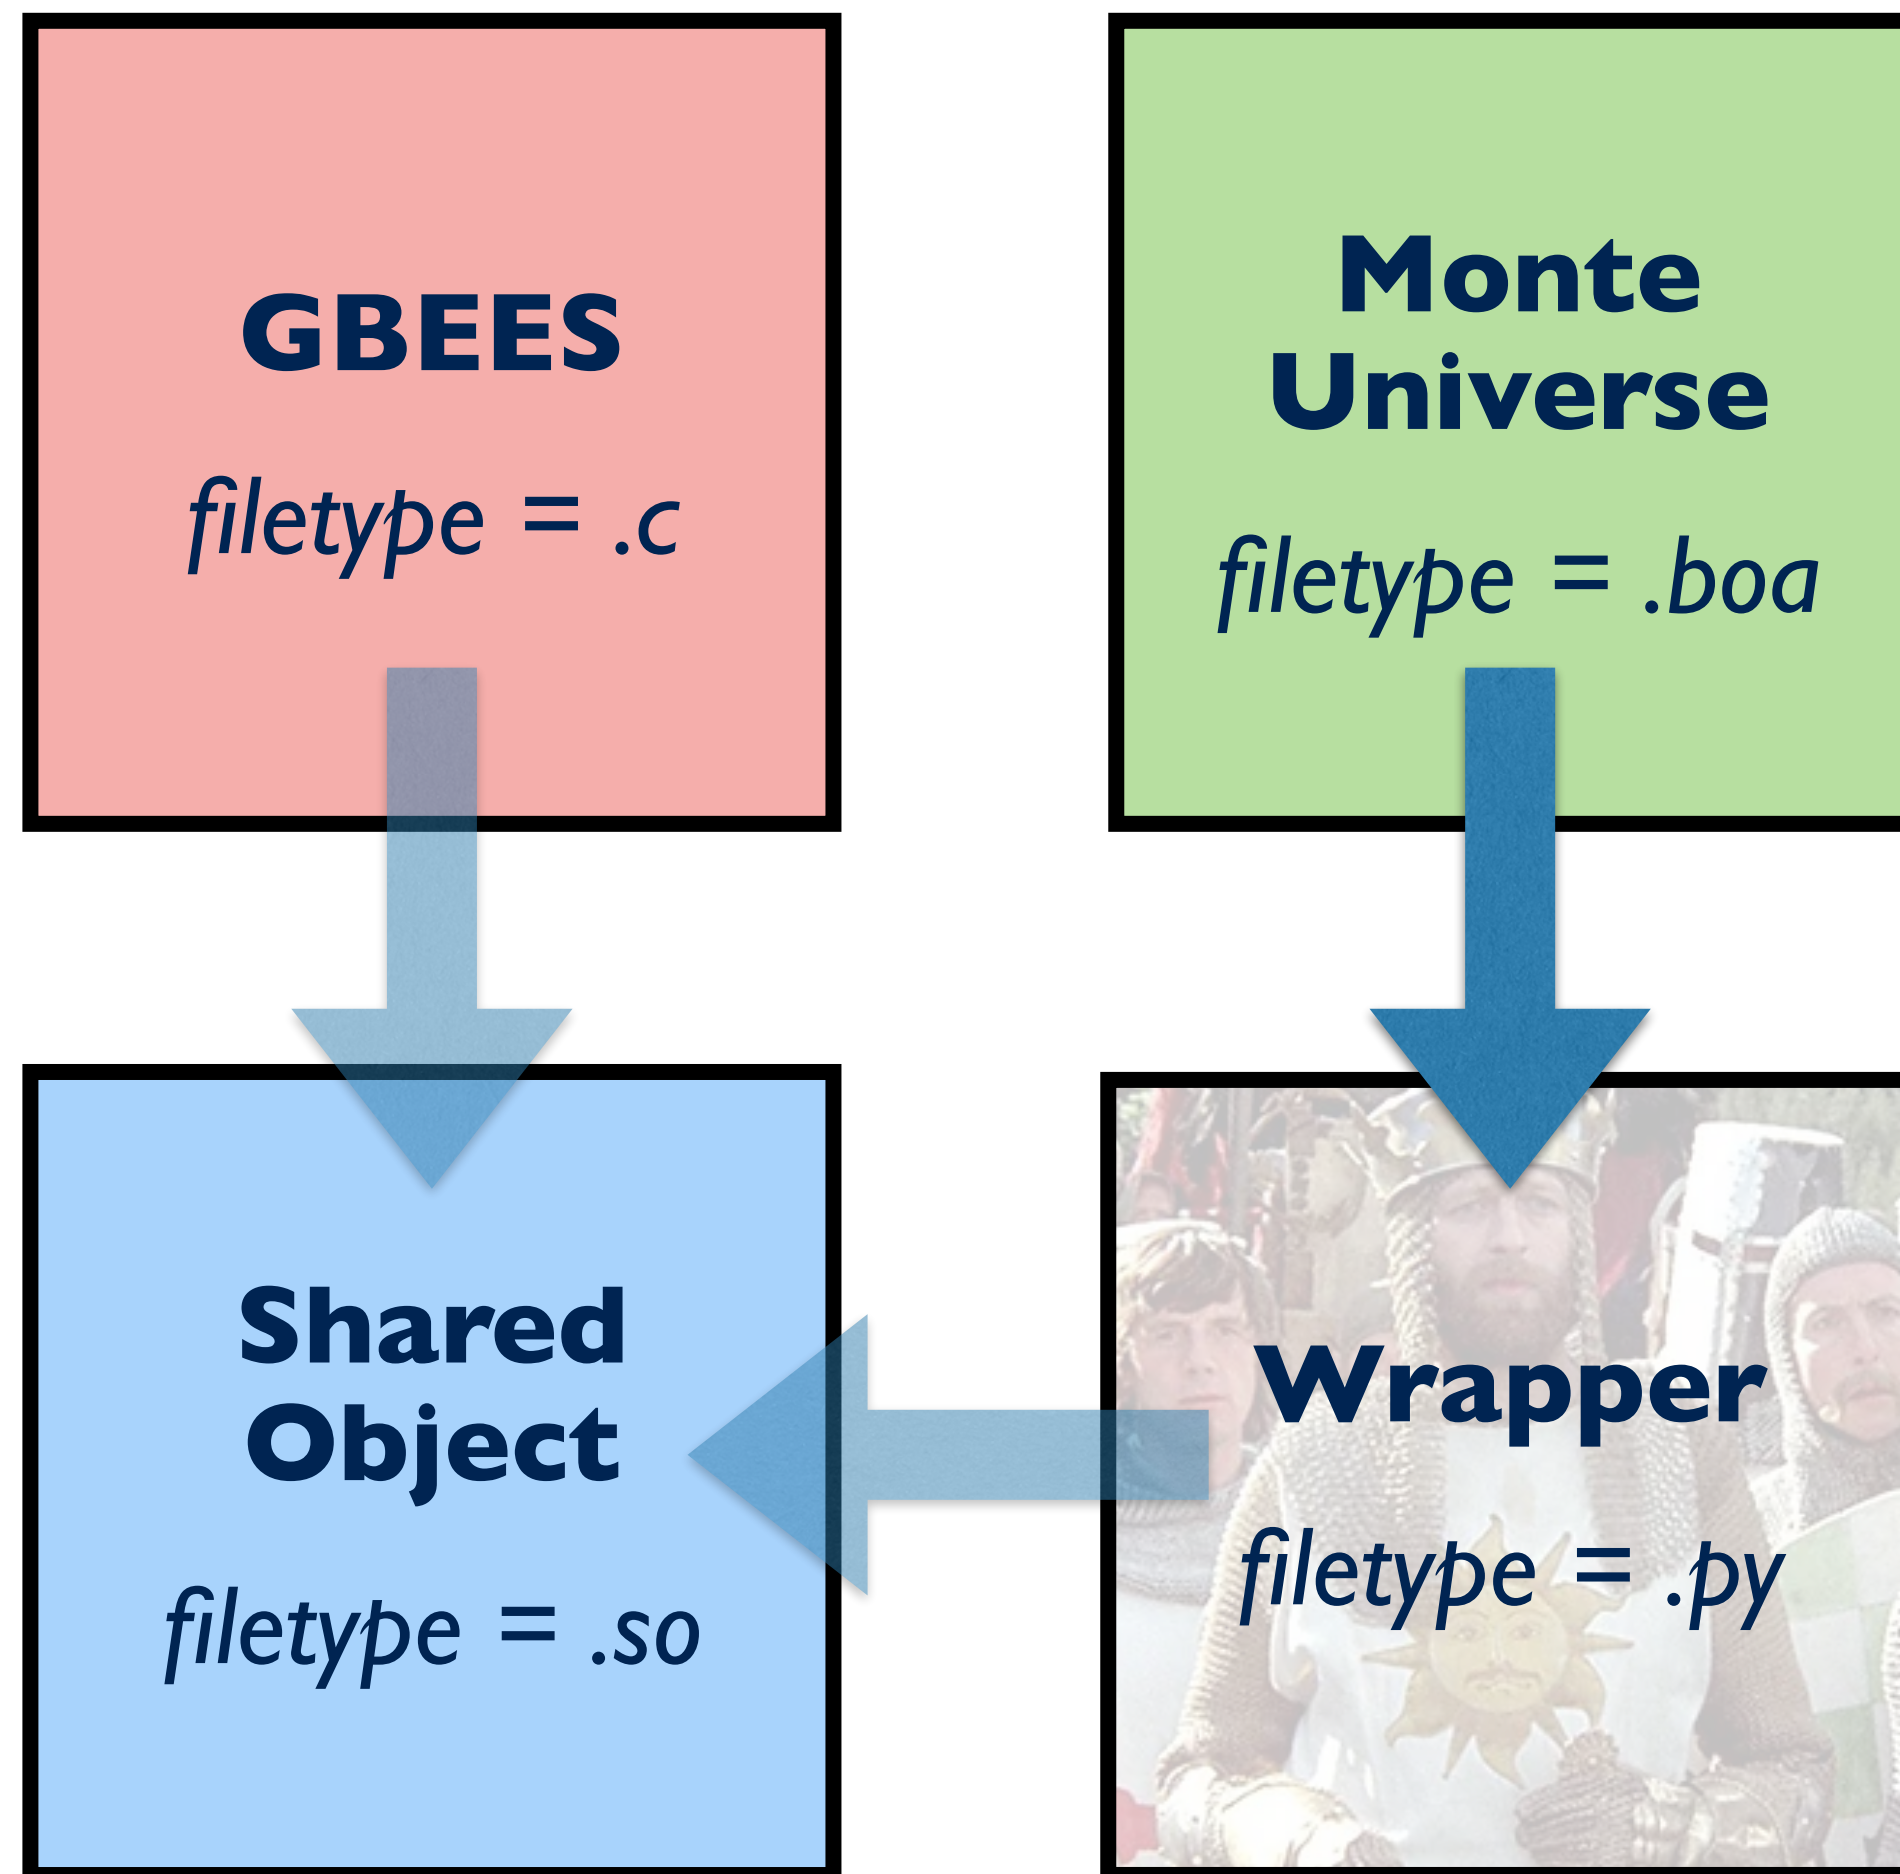 GBEES
filetype = .c
Monte
Universe
filetype = .boa
Shared
Object
filetype = .so
Wrapper
filetype = .py